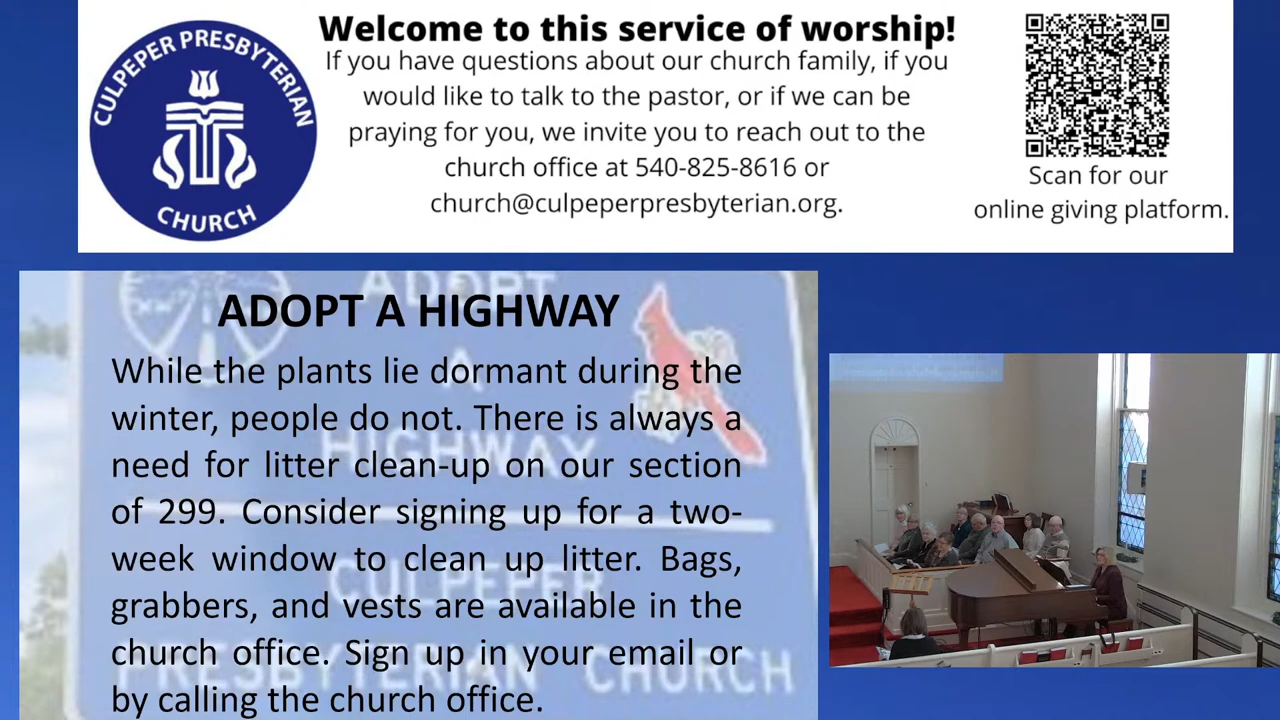 CULPEPER PRESBYTERIAN
CHURCH
Welcome to this service of worship!
If you have questions about our church family, if you
would like to talk to the pastor, or if we can be
praying for you, we invite you to reach out to the
church office at 540-825-8616 or
church@culpeperpresbyterian.org.
Scan for our
online giving platform.
ADOPT
A
HIGHWAY
CULPEPER
PRESBYTERIAN CHURCH
ADOPT A HIGHWAY
While the plants lie dormant during the
winter, people do not. There is always a
need for litter clean-up on our section
of 299. Consider signing up for a two-
week window to clean up litter. Bags,
grabbers, and vests are available in the
church office. Sign up in your email or
by calling the church office.